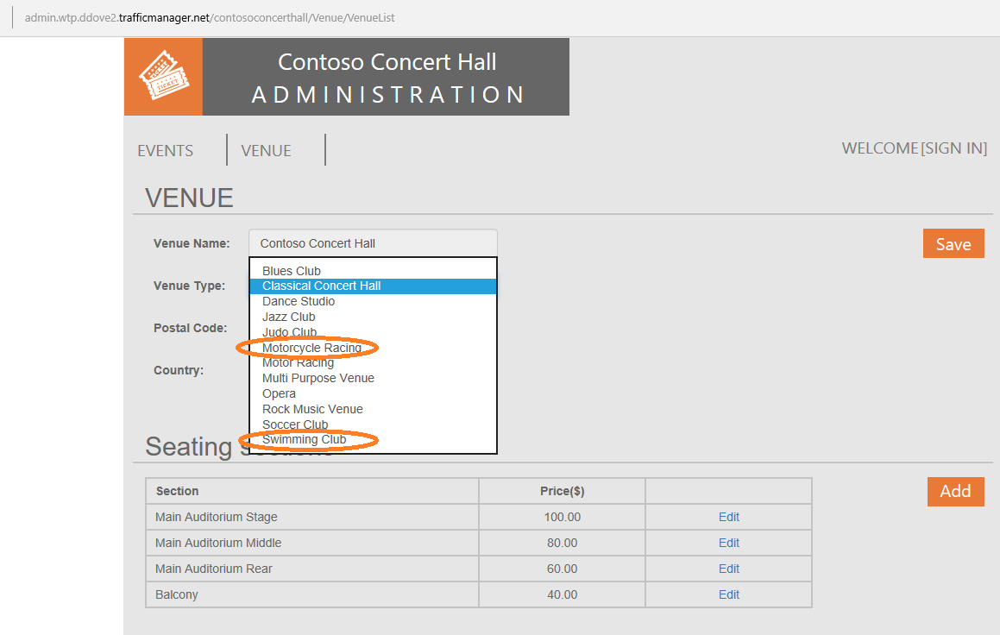 admin.wtp.ddove2.trafficmanager.net/contosoconcerthall/Venue/VenueList
TICKET
Contoso Concert Hall
ADMINISTRATION
EVENTS VENUE WELCOME[SIGN IN]
VENUE
Venue Name: Contoso Concert Hall Save
Blues Club
Venue Type: Classical Concert Hall
Dance Studio
Jazz Club
Postal Code: Judo Club
Motorcycle Racing
Motor Racing
Country: Multi Purpose Venue
Opera
Rock Music Venue
Soccer Club
Swimming Club
Seating
Section Price($) Add
Main Auditorium Stage 100.00 Edit
Main Auditorium Middle 80.00 Edit
Main Auditorium Rear 60.00 Edit
Balcony 40.00 Edit